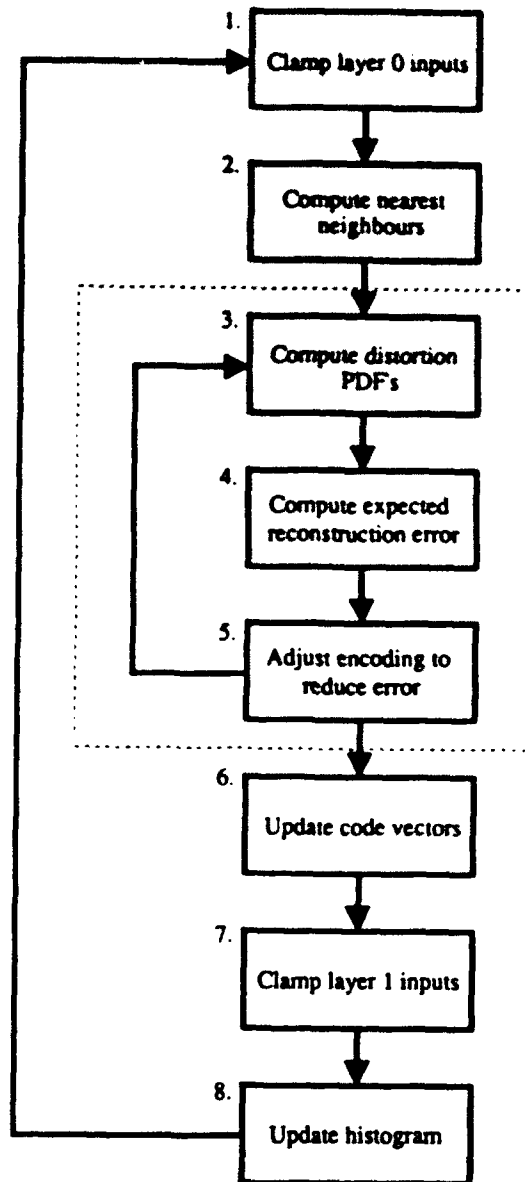 1.
Clamp layer 0 inputs
2.
Compute nearest
neighbours
3.
Compute distortion
PDF's
4.
Compute expected
reconstruction error
5.
Adjust encoding to
reduce error
6.
Update code vectors
7.
Clamp layer 1 inputs
8.
Update histogram